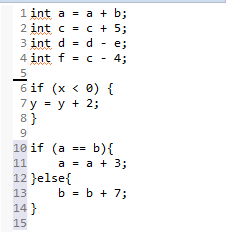 1 int a = a + b;
2 int c = c + 5;
3 int d = d - e;
4 int f = c - 4;
5
6 if (x < 0) {
7 y = y + 2;
8 }
9
10 if (a == b){
11     a = a + 3;
12 }else{
13     b = b + 7;
14 }
15